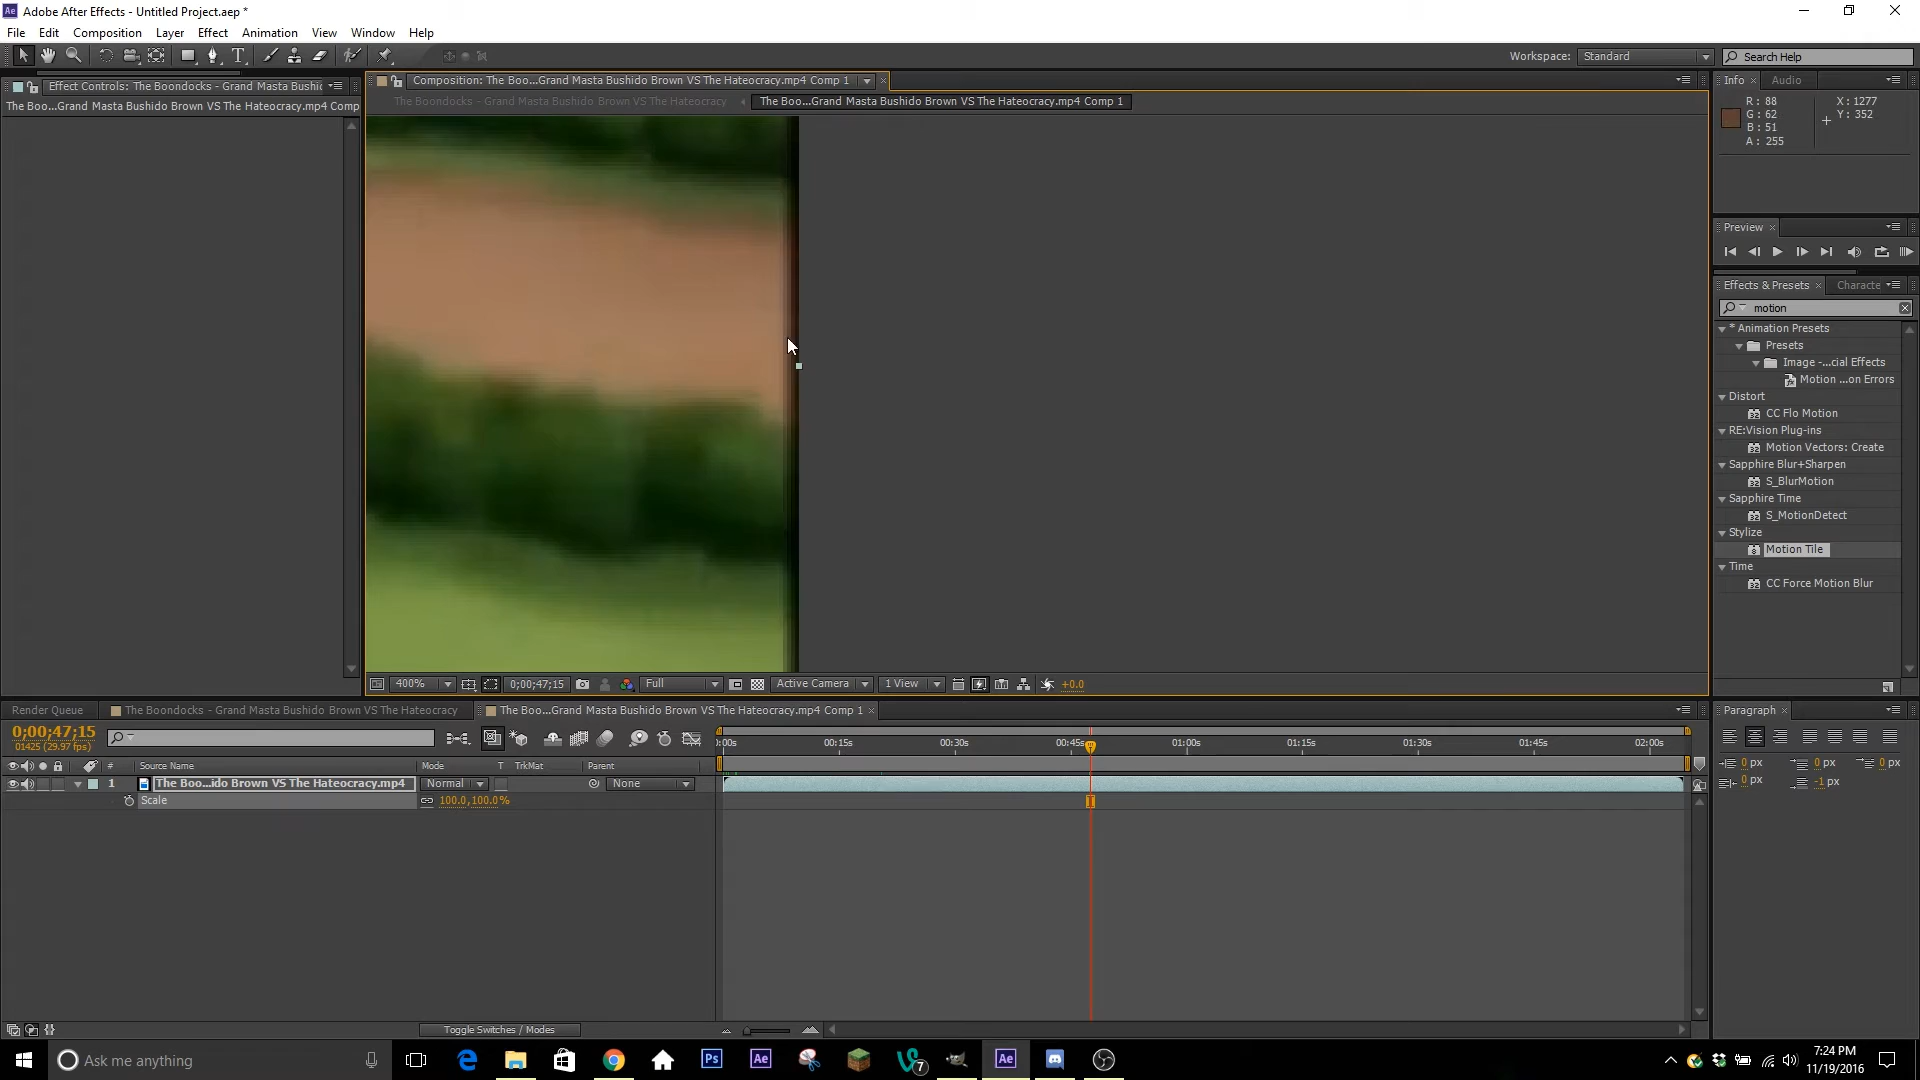 Adobe After Effects - Untitled Project.aep *
File Edit Composition Layer Effect Animation View Window Help
Workspace: Standard Search Help
Effect Controls: The Boondocks - Grand Masta Bushic
The Boo...Grand Masta Bushido Brown VS The Hateocracy.mp4 Comp
Composition: The Boo...Grand Masta Bushido Brown VS The Hateocracy.mp4 Comp 1
The Boondocks - Grand Masta Bushido Brown VS The Hateocracy
The Boo...Grand Masta Bushido Brown VS The Hateocracy.mp4 Comp 1
Info Audio
R: 88 X: 1277
G: 62 Y: 352
B: 51
A: 255
Preview
Effects & Presets Characte
motion
* Animation Presets
Presets
Image -...cial Effects
Motion ...on Errors
Distort
CC Flo Motion
RE:Vision Plug-ins
Motion Vectors: Create
Sapphire Blur+Sharpen
S_BlurMotion
Sapphire Time
S_MotionDetect
Stylize
Motion Tile
Time
CC Force Motion Blur
400% 0;00;47;15 Full Active Camera 1 View +0.0
Render Queue The Boondocks - Grand Masta Bushido Brown VS The Hateocracy The Boo...Grand Masta Bushido Brown VS The Hateocracy.mp4 Comp 1
0;00;47;15
01425 (29.97 fps)
:00s 00:15s 00:30s 00:45s 01:00s 01:15s 01:30s 01:45s 02:00s
# Source Name Mode T TrkMat Parent
1 The Boo...ido Brown VS The Hateocracy.mp4 Normal None
Scale 100.0,100.0%
Toggle Switches / Modes
Paragraph
0 px 0 px 0 px
0 px -1 px
Ask me anything
Ps Ae 7 Ae
7:24 PM
11/19/2016